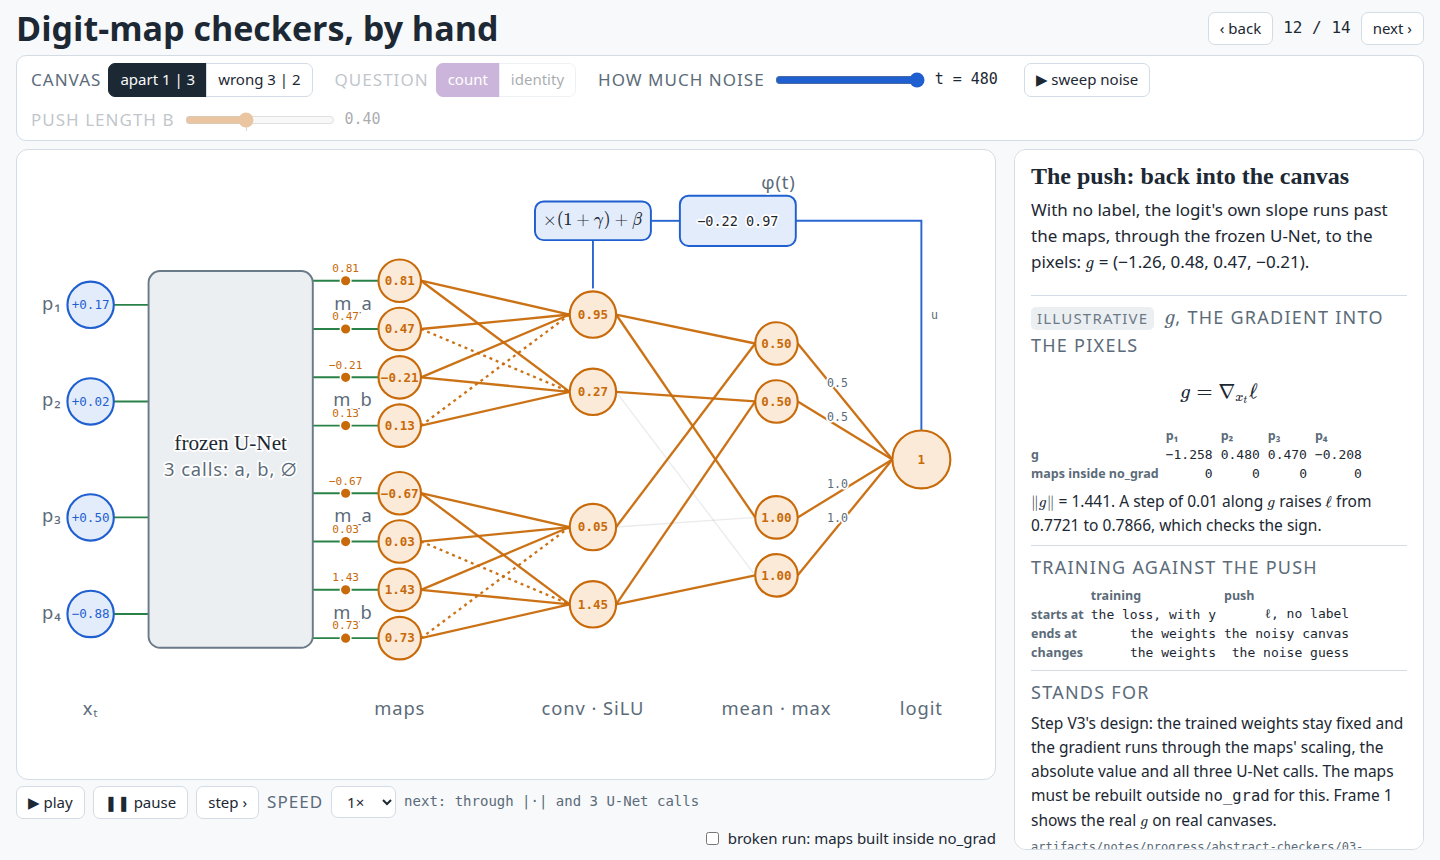 Digit-map checkers, by hand
‹ back 12 / 14 next ›
CANVAS apart 1 | 3 wrong 3 | 2 QUESTION count identity HOW MUCH NOISE t = 480 ▶ sweep noise
PUSH LENGTH B 0.40
φ(t)
×(1 + γ) + β −0.22 0.97
u
p₁ +0.17
p₂ +0.02
p₃ +0.50
p₄ −0.88
frozen U-Net
3 calls: a, b, ∅
0.81 0.81
m_a
0.47 0.47
−0.21 −0.21
m_b
0.13 0.13
−0.67 −0.67
m_a
0.03 0.03
1.43 1.43
m_b
0.73 0.73
0.95
0.27
0.05
1.45
0.50
0.50
1.00
1.00
0.5
0.5
1.0
1.0
1
xₜ maps conv · SiLU mean · max logit
▶ play ❚❚ pause step › SPEED 1× next: through |·| and 3 U-Net calls
broken run: maps built inside no_grad
The push: back into the canvas
With no label, the logit's own slope runs past
the maps, through the frozen U-Net, to the
pixels: g = (−1.26, 0.48, 0.47, −0.21).
ILLUSTRATIVE g, THE GRADIENT INTO
THE PIXELS
g = ∇xₜ ℓ
p₁ p₂ p₃ p₄
g −1.258 0.480 0.470 −0.208
maps inside no_grad 0 0 0 0
‖g‖ = 1.441. A step of 0.01 along g raises ℓ from
0.7721 to 0.7866, which checks the sign.
TRAINING AGAINST THE PUSH
training push
starts at the loss, with y ℓ, no label
ends at the weights the noisy canvas
changes the weights the noise guess
STANDS FOR
Step V3's design: the trained weights stay fixed and
the gradient runs through the maps' scaling, the
absolute value and all three U-Net calls. The maps
must be rebuilt outside no_grad for this. Frame 1
shows the real g on real canvases.
artifacts/notes/progress/abstract-checkers/03-